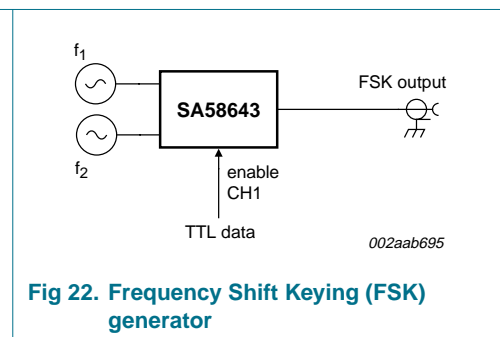 f1
FSK output
SA58643
f2
enable
CH1
TTL data
002aab695
Fig 22. Frequency Shift Keying (FSK)
generator